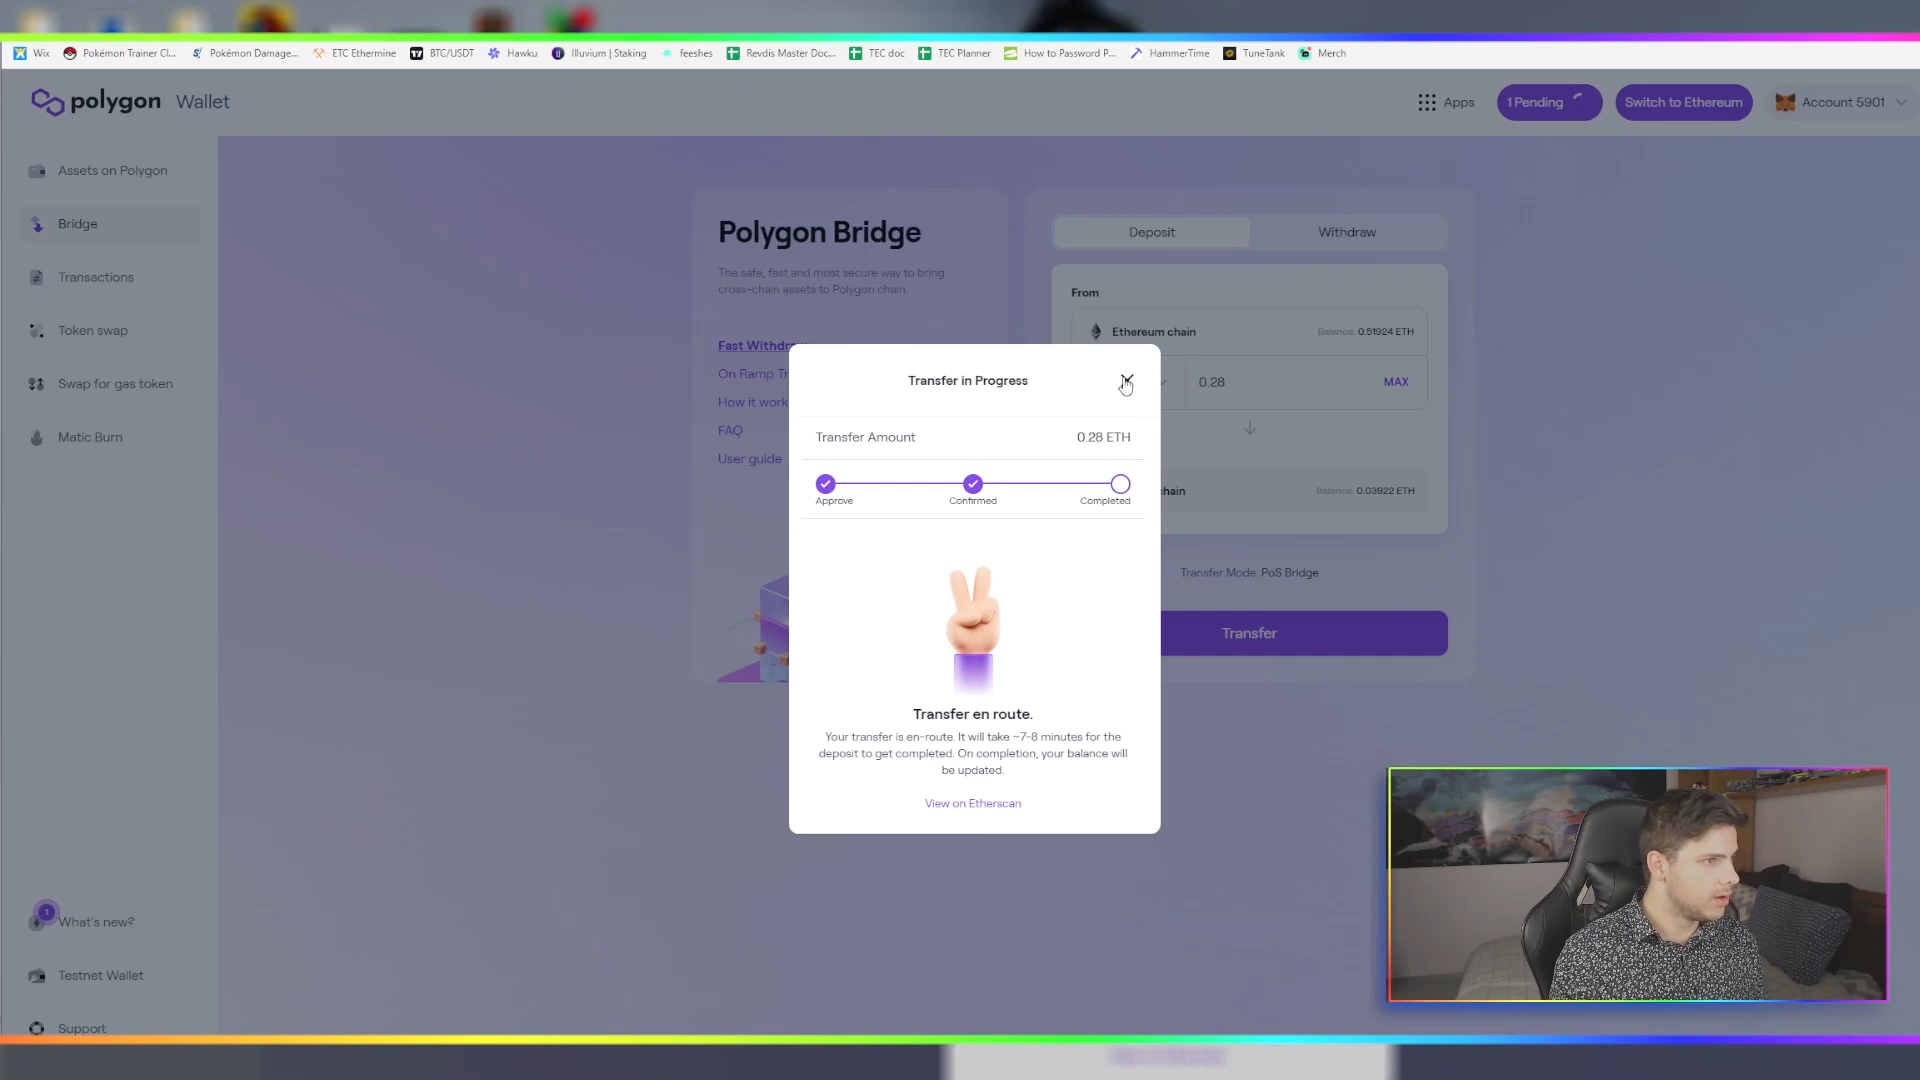 Wix
Pokémon Trainer Cl...
Pokémon Damage...
ETC Ethermine
BTC/USDT
Hawku
Illuvium | Staking
feeshes
Revdis Master Doc...
TEC doc
TEC Planner
How to Password P...
HammerTime
TuneTank
Merch
polygon Wallet
Apps
1 Pending
Switch to Ethereum
Account 5901
Assets on Polygon
Bridge
Transactions
Token swap
Swap for gas token
Matic Burn
1
What's new?
Testnet Wallet
Support
Polygon Bridge
The safe, fast and most secure way to bring
cross-chain assets to Polygon chain.
Fast Withdr
On Ramp Tr
How it work
FAQ
User guide
Deposit
Withdraw
From
Ethereum chain
Balance: 0.51924 ETH
0.28
MAX
chain
Balance: 0.03922 ETH
Transfer Mode: PoS Bridge
Transfer
Transfer in Progress
Transfer Amount
0.28 ETH
Approve
Confirmed
Completed
Transfer en route.
Your transfer is en-route. It will take ~7-8 minutes for the
deposit to get completed. On completion, your balance will
be updated.
View on Etherscan